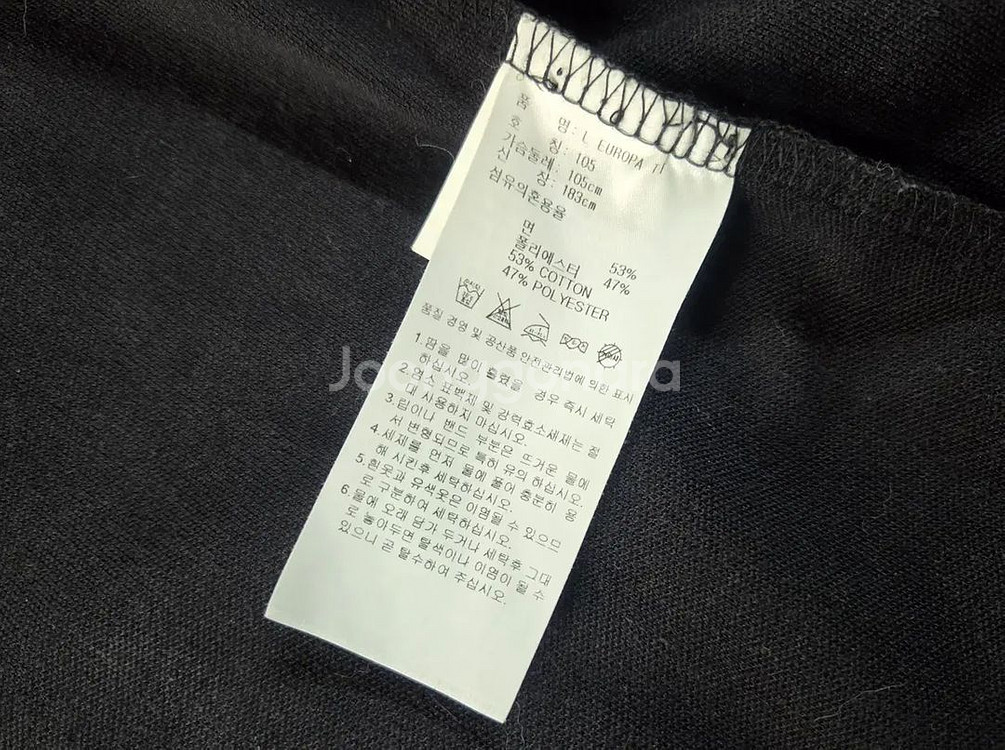 품 명: L EUROPA 71
호 칭: 105
가슴둘레: 105cm
신 장: 183cm
섬유의혼용율
면 53%
폴리에스터 47%
53% COTTON
47% POLYESTER
품질 경영 및 공산품 안전관리법에 의한 표시
1.땀을 많이 흘렸을 경우 즉시 세탁
하십시오.
2.염소 표백제 및 강력효소세제는 절
대 사용하지 마십시오.
3.립이나 밴드 부분은 뜨거운 물에
서 변형되므로 특히 유의 하십시오.
4.세제를 먼저 물에 풀어 충분히 용
해 시킨후 세탁하십시오.
5.흰옷과 유색옷은 이염될 수 있으므
로 구분하여 세탁하십시오.
6.물에 오래 담가 두거나 세탁후 그대
로 놓아두면 탈색이나 이염이 될 수
있으니 곧 탈수하여 주십시오.
Joonggonara